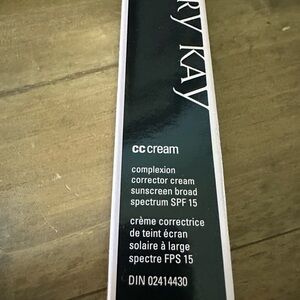 RY KAY
cc cream
complexion
corrector cream
sunscreen broad
spectrum SPF 15
crème correctrice
de teint écran
solaire à large
spectre FPS 15
DIN 02414430